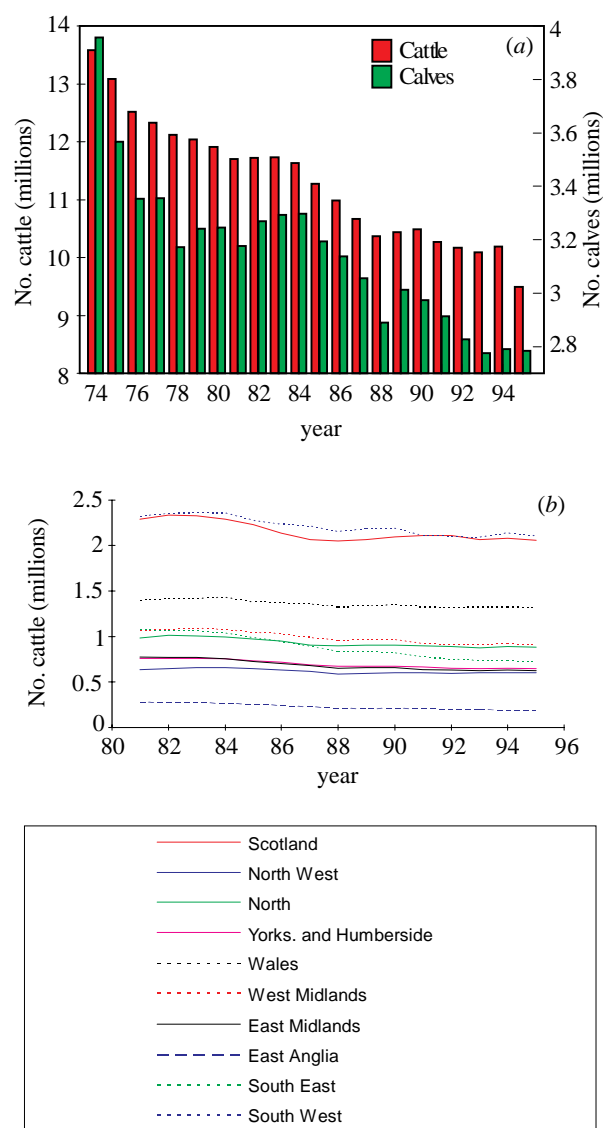 14
13
12
11
10
9
8
No. cattle (millions)
Cattle
Calves
(a)
4
3.8
3.6
3.4
3.2
3
2.8
No. calves (millions)
74 76 78 80 82 84 86 88 90 92 94
year
(b)
2.5
2
1.5
1
0.5
0
No. cattle (millions)
80 82 84 86 88 90 92 94 96
year
Scotland
North West
North
Yorks. and Humberside
Wales
West Midlands
East Midlands
East Anglia
South East
South West